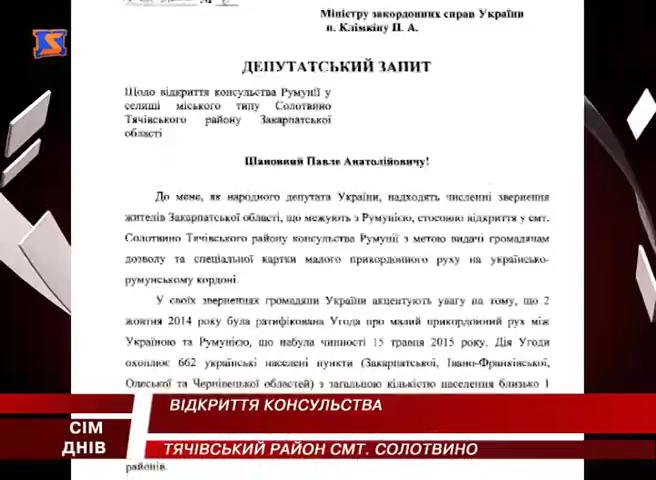 Міністру закордонних справ України
п. Клімкіну П. А.
ДЕПУТАТСЬКИЙ ЗАПИТ
Щодо відкриття консульства Румунії у
селищі міського типу Солотвино
Тячівського району Закарпатської
області
Шановний Павле Анатолійовичу!
До мене, як народного депутата України, надходять численні звернення
жителів Закарпатської області, що межують з Румунією, стосовно відкриття у смт.
Солотвино Тячівського району консульства Румунії з метою видачі громадянам
дозволу та спеціальної картки малого прикордонного руху на українсько-
румунському кордоні.
У своїх зверненнях громадяни України акцентують увагу на тому, що 2
жовтня 2014 року була ратифікована Угода про малий прикордонний рух між
Україною та Румунією, що набула чинності 15 травня 2015 року. Дія Угоди
охоплює 662 українські населені пункти (Закарпатської, Івано-Франківської,
Одеської та Чернівецької областей) з загальною кількістю населення близько 1
СІМ
ДНІВ
ВІДКРИТТЯ КОНСУЛЬСТВА
ТЯЧІВСЬКИЙ РАЙОН СМТ. СОЛОТВИНО
районів.